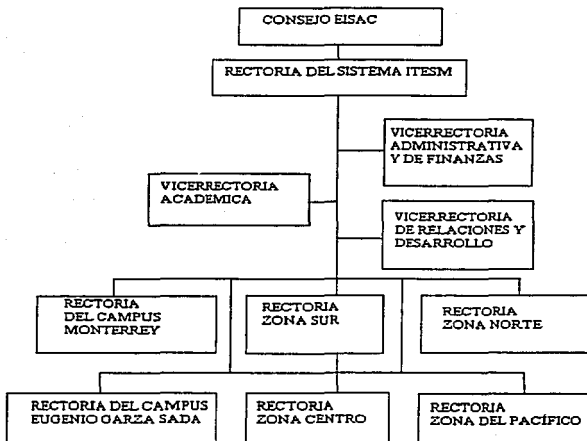 CONSEJO EISAC
RECTORIA DEL SISTEMA ITESM
VICERRECTORIA
ADMINISTRATIVA
Y DE FINANZAS
VICERRECTORIA
ACADEMICA
VICERRECTORIA
DE RELACIONES Y
DESARROLLO
RECTORIA
DEL CAMPUS
MONTERREY
RECTORIA
ZONA SUR
RECTORIA
ZONA NORTE
RECTORIA DEL CAMPUS
EUGENIO GARZA SADA
RECTORIA
ZONA CENTRO
RECTORIA
ZONA DEL PACÍFICO